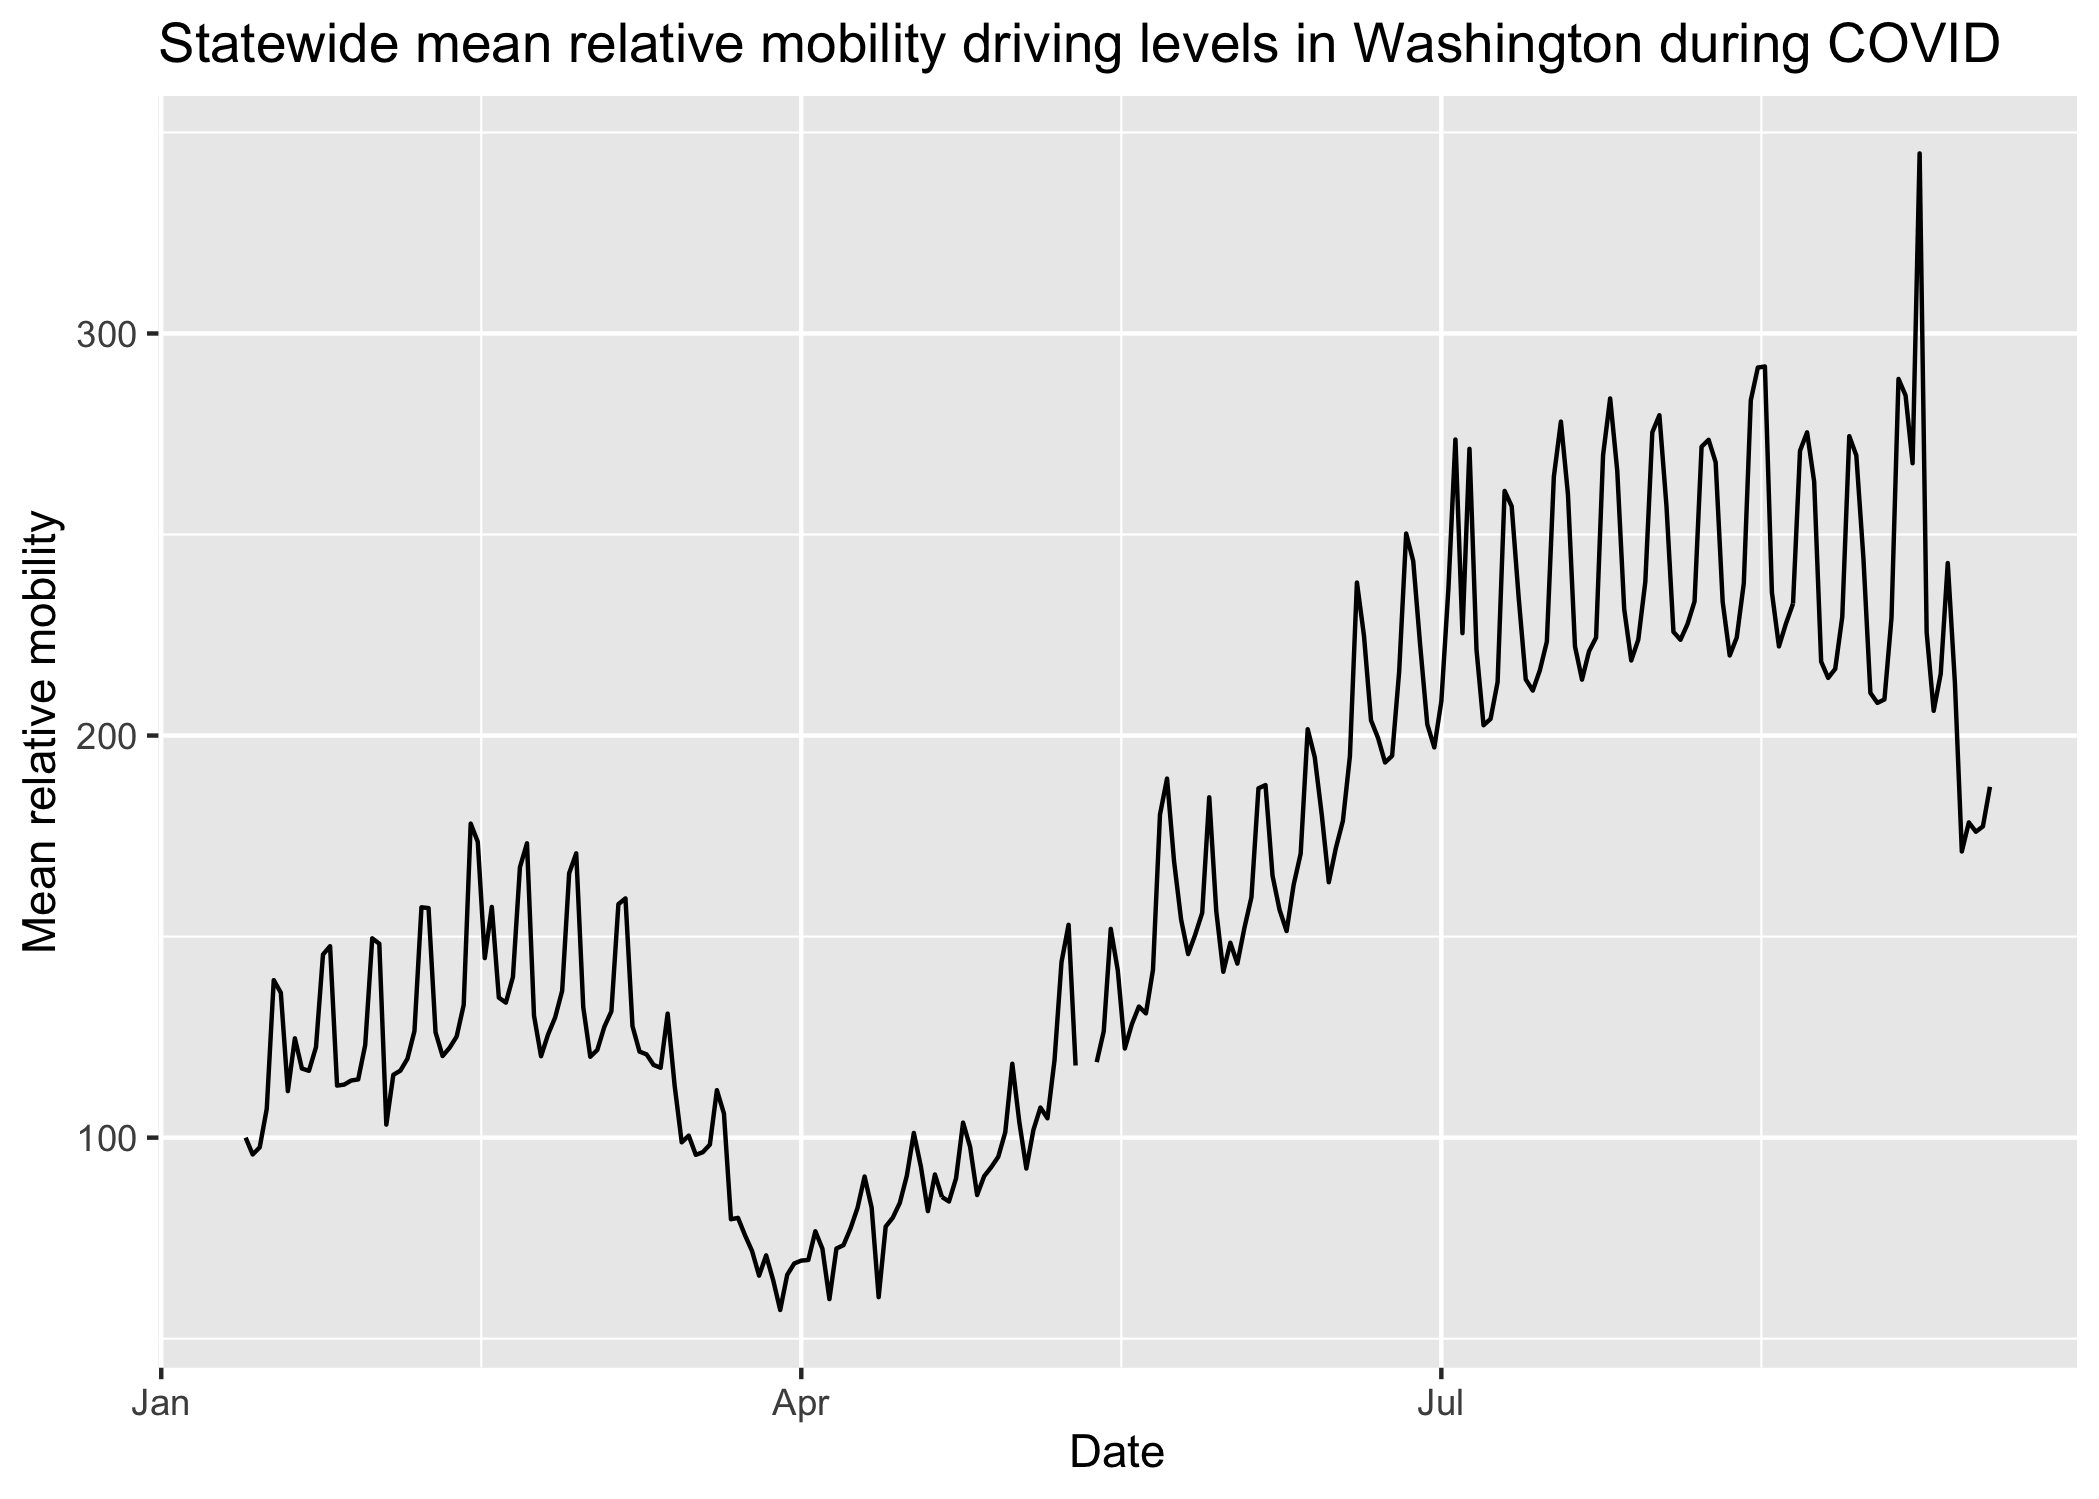 Statewide mean relative mobility driving levels in Washington during COVID
Mean relative mobility
300
200
100
Jan
Apr
Jul
Date